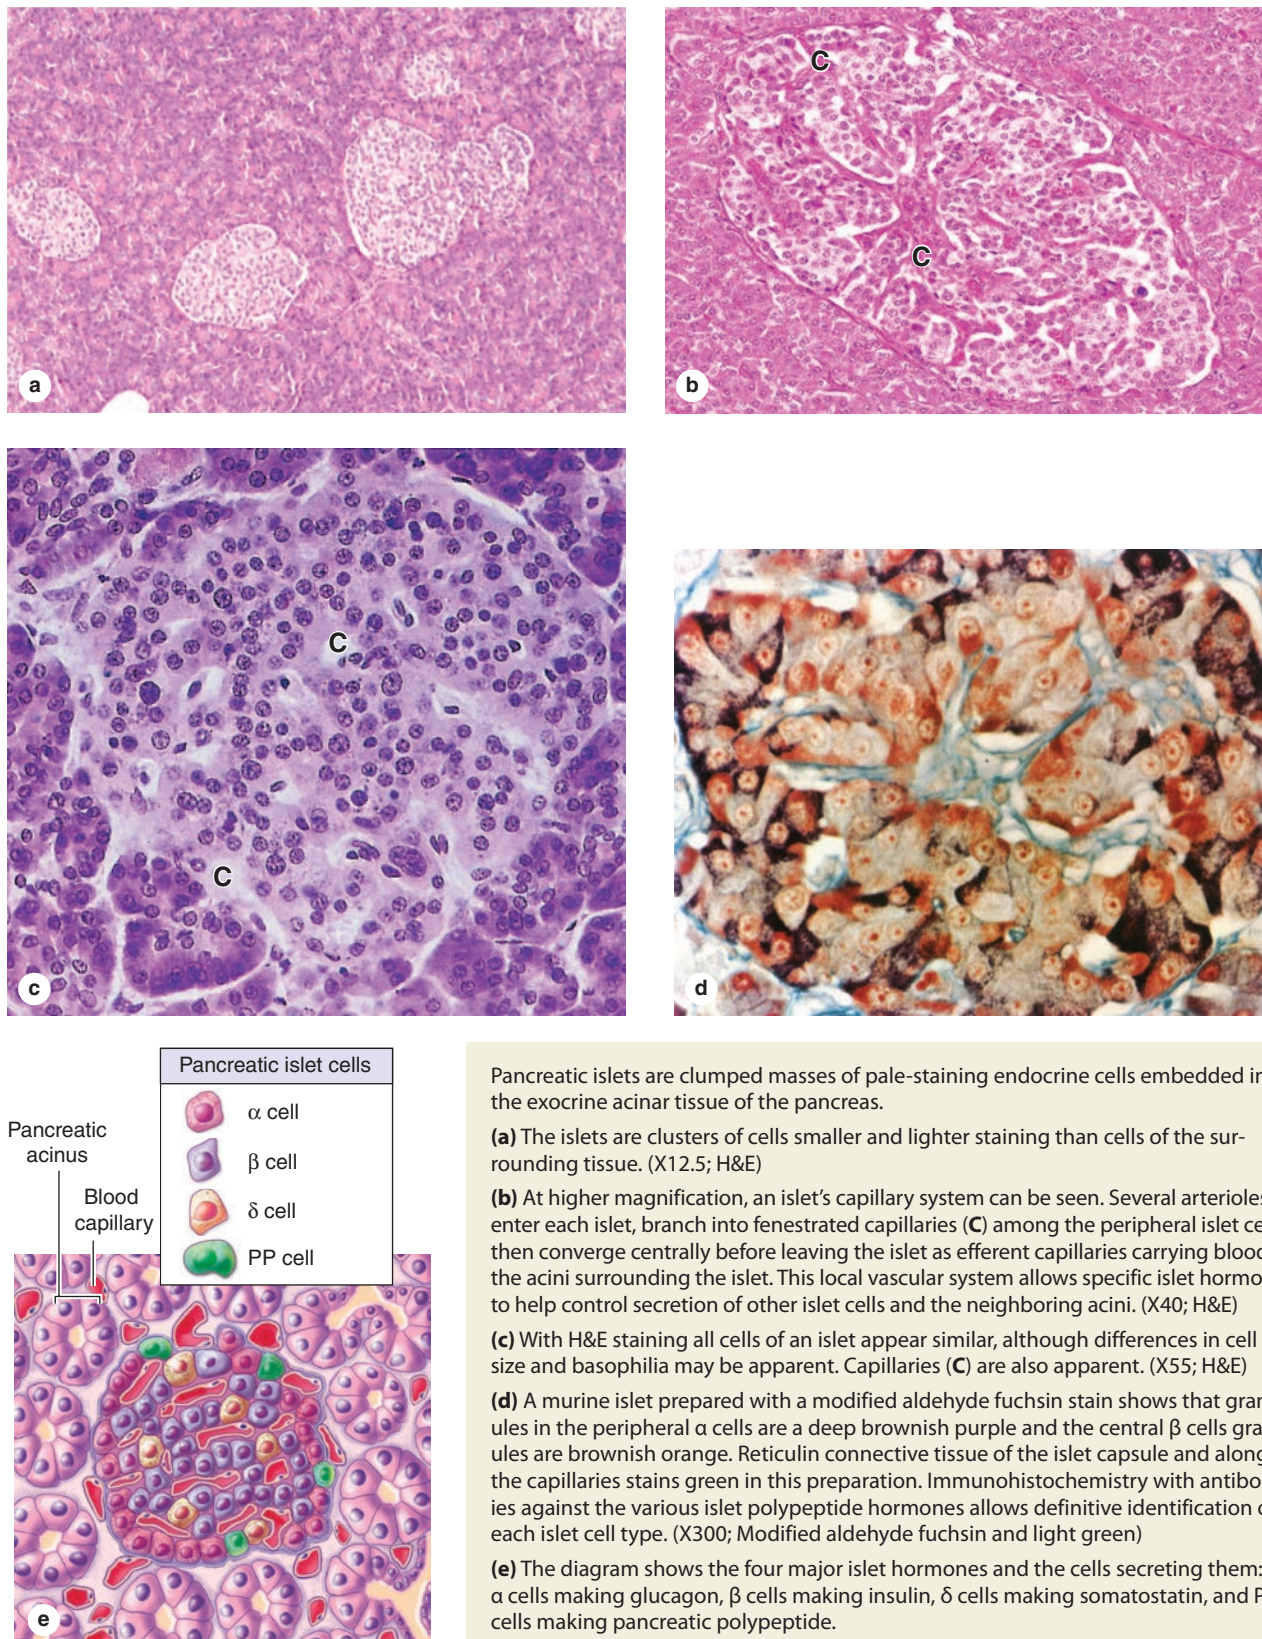 C
C
a
b
C
C
c
d
Pancreatic islet cells
α cell
β cell
δ cell
PP cell
Pancreatic
acinus
Blood
capillary
e
Pancreatic islets are clumped masses of pale-staining endocrine cells embedded in
the exocrine acinar tissue of the pancreas.
(a) The islets are clusters of cells smaller and lighter staining than cells of the sur-
rounding tissue. (X12.5; H&E)
(b) At higher magnification, an islet's capillary system can be seen. Several arterioles
enter each islet, branch into fenestrated capillaries (C) among the peripheral islet ce
then converge centrally before leaving the islet as efferent capillaries carrying blood
the acini surrounding the islet. This local vascular system allows specific islet hormo
to help control secretion of other islet cells and the neighboring acini. (X40; H&E)
(c) With H&E staining all cells of an islet appear similar, although differences in cell
size and basophilia may be apparent. Capillaries (C) are also apparent. (X55; H&E)
(d) A murine islet prepared with a modified aldehyde fuchsin stain shows that gran
ules in the peripheral α cells are a deep brownish purple and the central β cells gra
ules are brownish orange. Reticulin connective tissue of the islet capsule and along
the capillaries stains green in this preparation. Immunohistochemistry with antibo
ies against the various islet polypeptide hormones allows definitive identification
each islet cell type. (X300; Modified aldehyde fuchsin and light green)
(e) The diagram shows the four major islet hormones and the cells secreting them:
α cells making glucagon, β cells making insulin, δ cells making somatostatin, and
cells making pancreatic polypeptide.